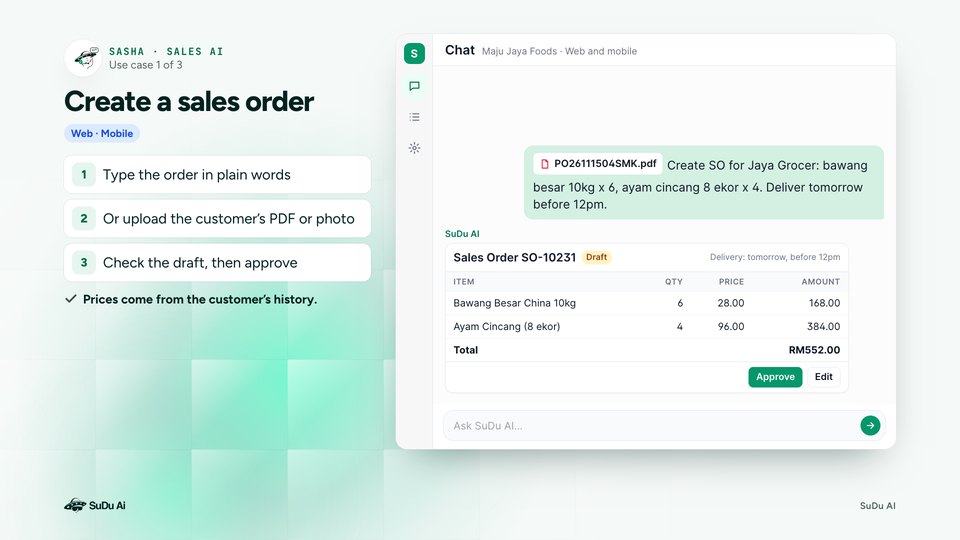 SASHA · SALES AI
Use case 1 of 3
Create a sales order
Web · Mobile
1 Type the order in plain words
2 Or upload the customer’s PDF or photo
3 Check the draft, then approve
Prices come from the customer’s history.
SuDu Ai
S
Chat Maju Jaya Foods · Web and mobile
PO26111504SMK.pdf Create SO for Jaya Grocer: bawang
besar 10kg x 6, ayam cincang 8 ekor x 4. Deliver tomorrow
before 12pm.
SuDu AI
Sales Order SO-10231 Draft Delivery: tomorrow, before 12pm
ITEM QTY PRICE AMOUNT
Bawang Besar China 10kg 6 28.00 168.00
Ayam Cincang (8 ekor) 4 96.00 384.00
Total RM552.00
Approve Edit
Ask SuDu AI...
SuDu AI